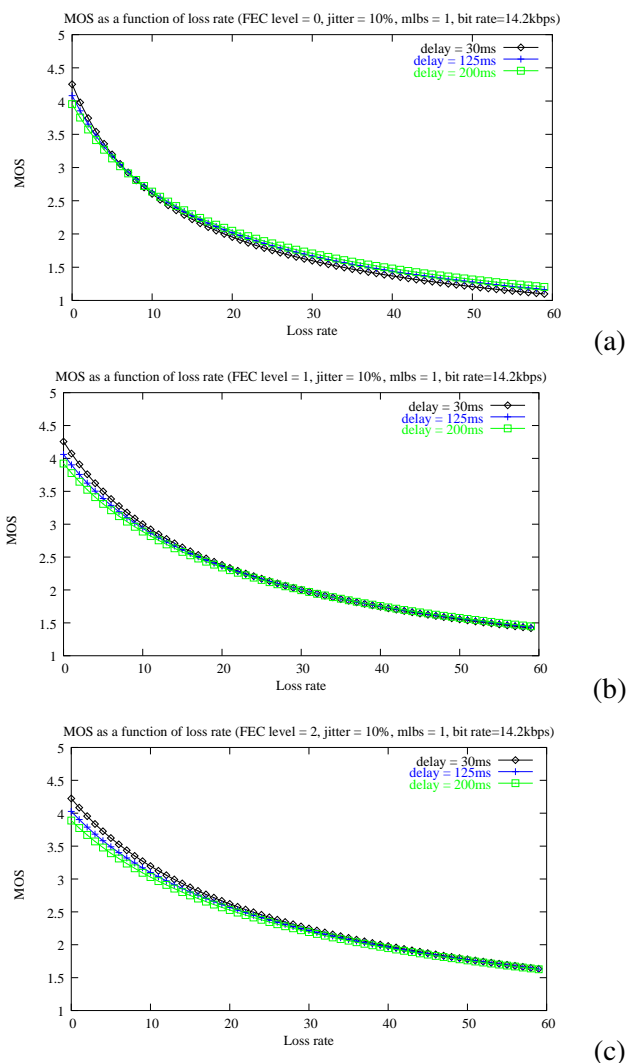 MOS as a function of loss rate (FEC level = 0, jitter = 10%, mlbs = 1, bit rate=14.2kbps)
5
4.5
4
3.5
3
2.5
2
1.5
1
MOS
delay = 30ms
delay = 125ms
delay = 200ms
0 10 20 30 40 50 60
Loss rate
(a)
MOS as a function of loss rate (FEC level = 1, jitter = 10%, mlbs = 1, bit rate=14.2kbps)
5
4.5
4
3.5
3
2.5
2
1.5
1
MOS
delay = 30ms
delay = 125ms
delay = 200ms
0 10 20 30 40 50 60
Loss rate
(b)
MOS as a function of loss rate (FEC level = 2, jitter = 10%, mlbs = 1, bit rate=14.2kbps)
5
4.5
4
3.5
3
2.5
2
1.5
1
MOS
delay = 30ms
delay = 125ms
delay = 200ms
0 10 20 30 40 50 60
Loss rate
(c)